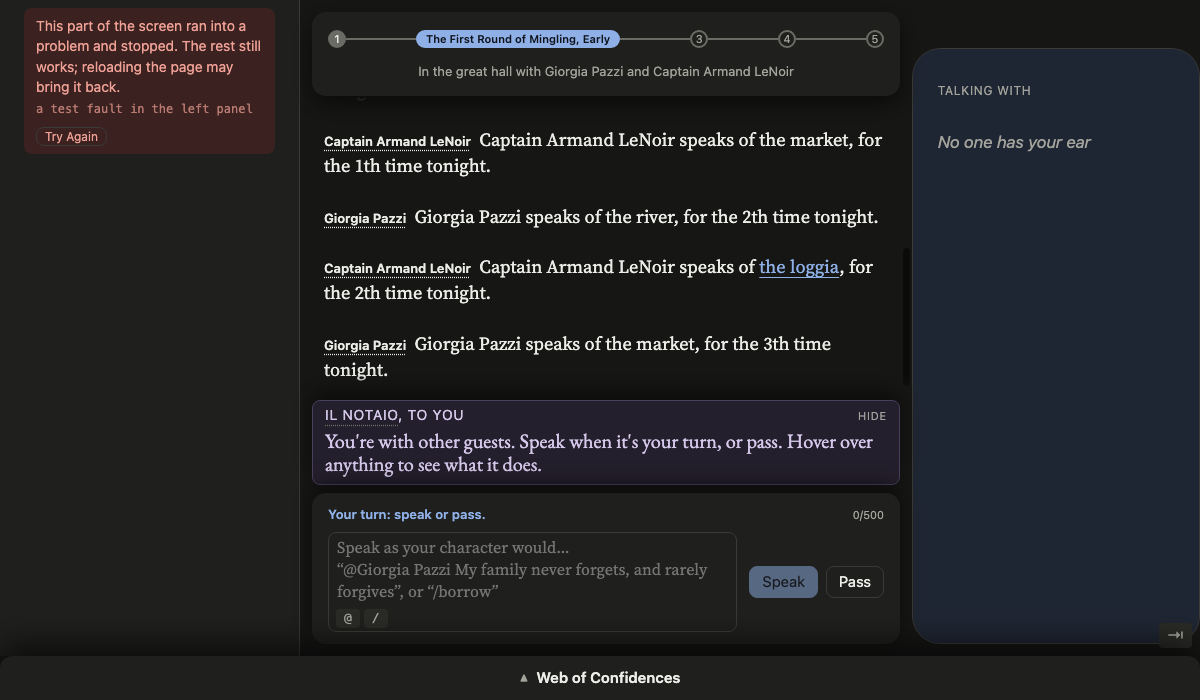 This part of the screen ran into a
problem and stopped. The rest still
works; reloading the page may
bring it back.
a test fault in the left panel
Try Again
1
The First Round of Mingling, Early
3
4
5
In the great hall with Giorgia Pazzi and Captain Armand LeNoir
Captain Armand LeNoir Captain Armand LeNoir speaks of the market, for
the 1th time tonight.
Giorgia Pazzi Giorgia Pazzi speaks of the river, for the 2th time tonight.
Captain Armand LeNoir Captain Armand LeNoir speaks of the loggia, for
the 2th time tonight.
Giorgia Pazzi Giorgia Pazzi speaks of the market, for the 3th time
tonight.
IL NOTAIO, TO YOU
HIDE
You're with other guests. Speak when it's your turn, or pass. Hover over
anything to see what it does.
Your turn: speak or pass.
0/500
Speak as your character would…
“@Giorgia Pazzi My family never forgets, and rarely
forgives”, or “/borrow”
@ /
Speak
Pass
TALKING WITH
No one has your ear
▲ Web of Confidences